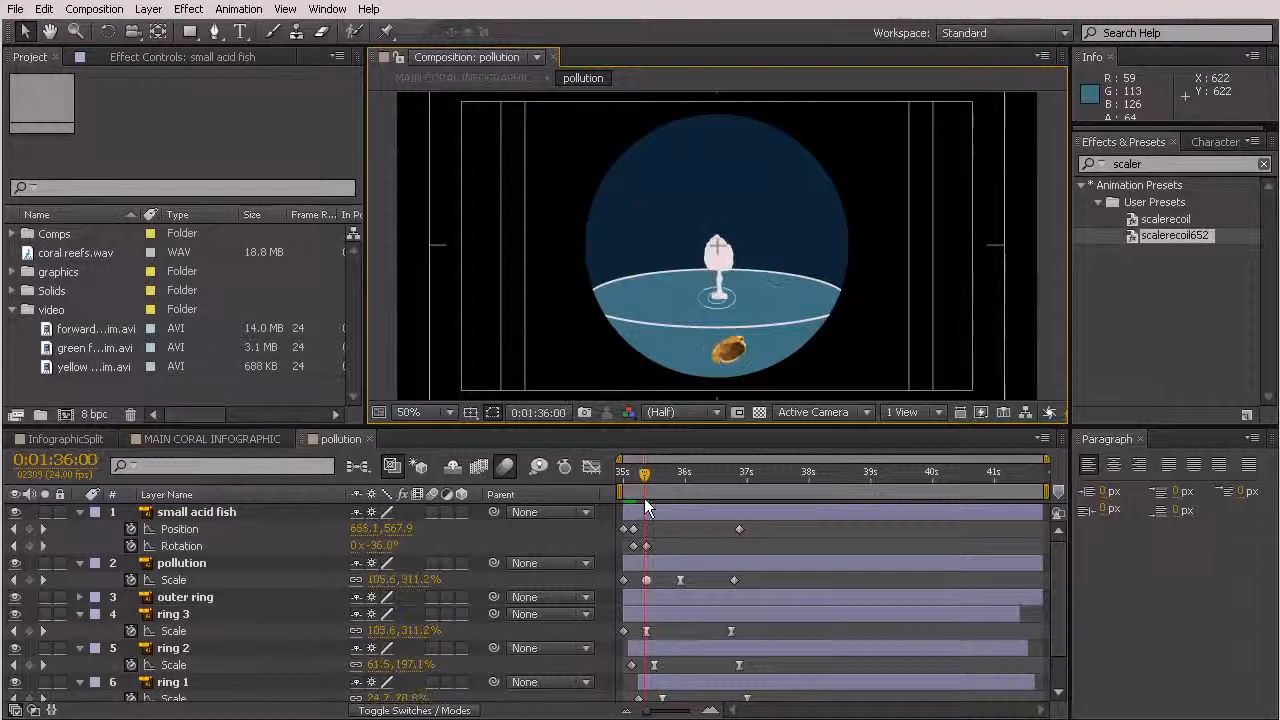 File Edit Composition Layer Effect Animation View Window Help
Workspace: Standard Search Help
Project Effect Controls: small acid fish
Composition: pollution
Info
MAIN CORAL INFOGRAPHIC pollution
R: 59 X: 622
G: 113 Y: 622
B: 126
A: 64
Effects & Presets Character
scaler
* Animation Presets
User Presets
scalerecoil
scalerecoil652
Name Type Size Frame R... In Po
Comps Folder
coral reefs.wav WAV 18.8 MB
graphics Folder
Solids Folder
video Folder
forward...im.avi AVI 14.0 MB 24
green f...im.avi AVI 3.1 MB 24
yellow ...im.avi AVI 688 KB 24
8 bpc
50% 0:01:36:00 (Half) Active Camera 1 View
InfographicSplit MAIN CORAL INFOGRAPHIC pollution
Paragraph
0:01:36:00
02309 (24.00 fps)
35s 36s 37s 38s 39s 40s 41s
# Layer Name Parent
0 px 0 px 0 px
0 px 0 px
1 small acid fish None
Position
Rotation 0x-36.0°
2 pollution None
Scale 105.6,311.2%
3 outer ring None
4 ring 3 None
Scale
5 ring 2 None
Scale 61.5,197.1%
6 ring 1 None
Scale 24.7,78.8%
Toggle Switches / Modes